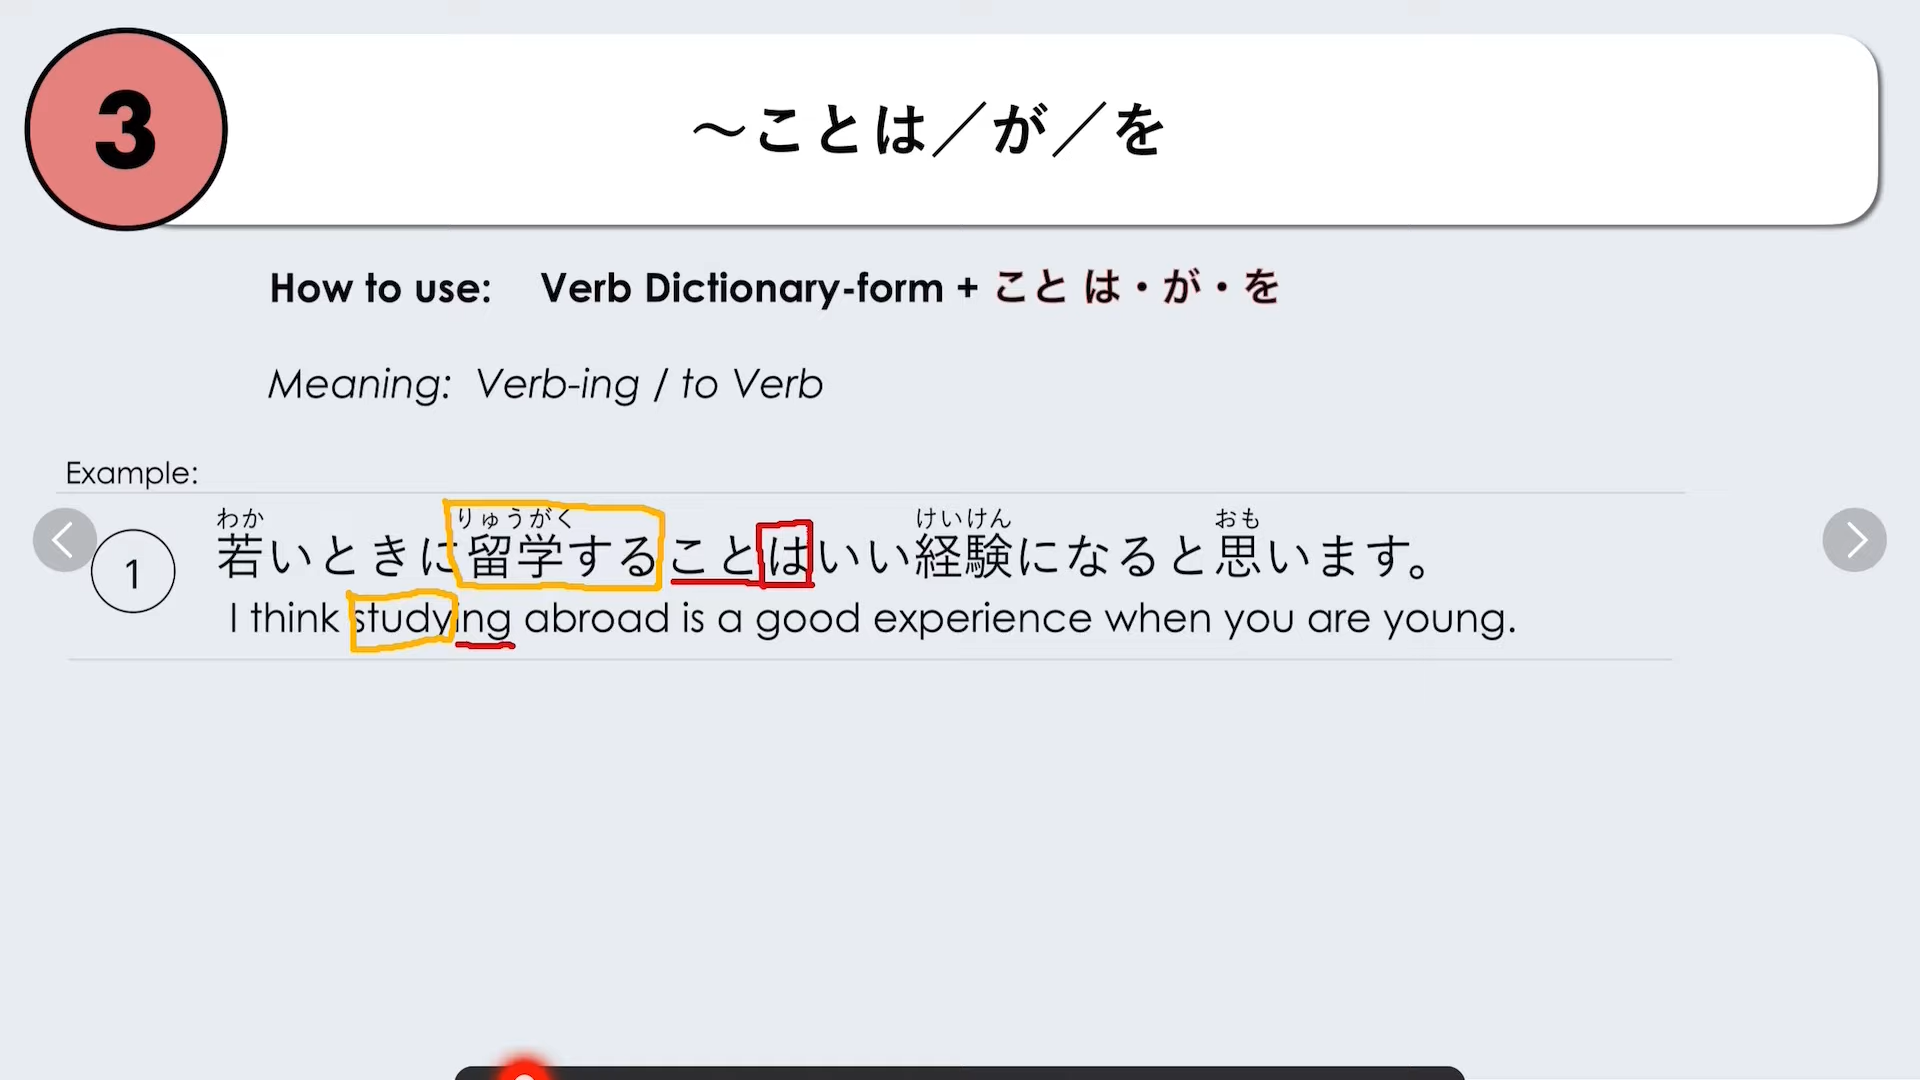 3
～ことは／が／を
How to use: Verb Dictionary-form + こと は・が・を
Meaning: Verb-ing / to Verb
Example:
わか りゅうがく けいけん おも
1 若いときに留学することはいい経験になると思います。
I think studying abroad is a good experience when you are young.